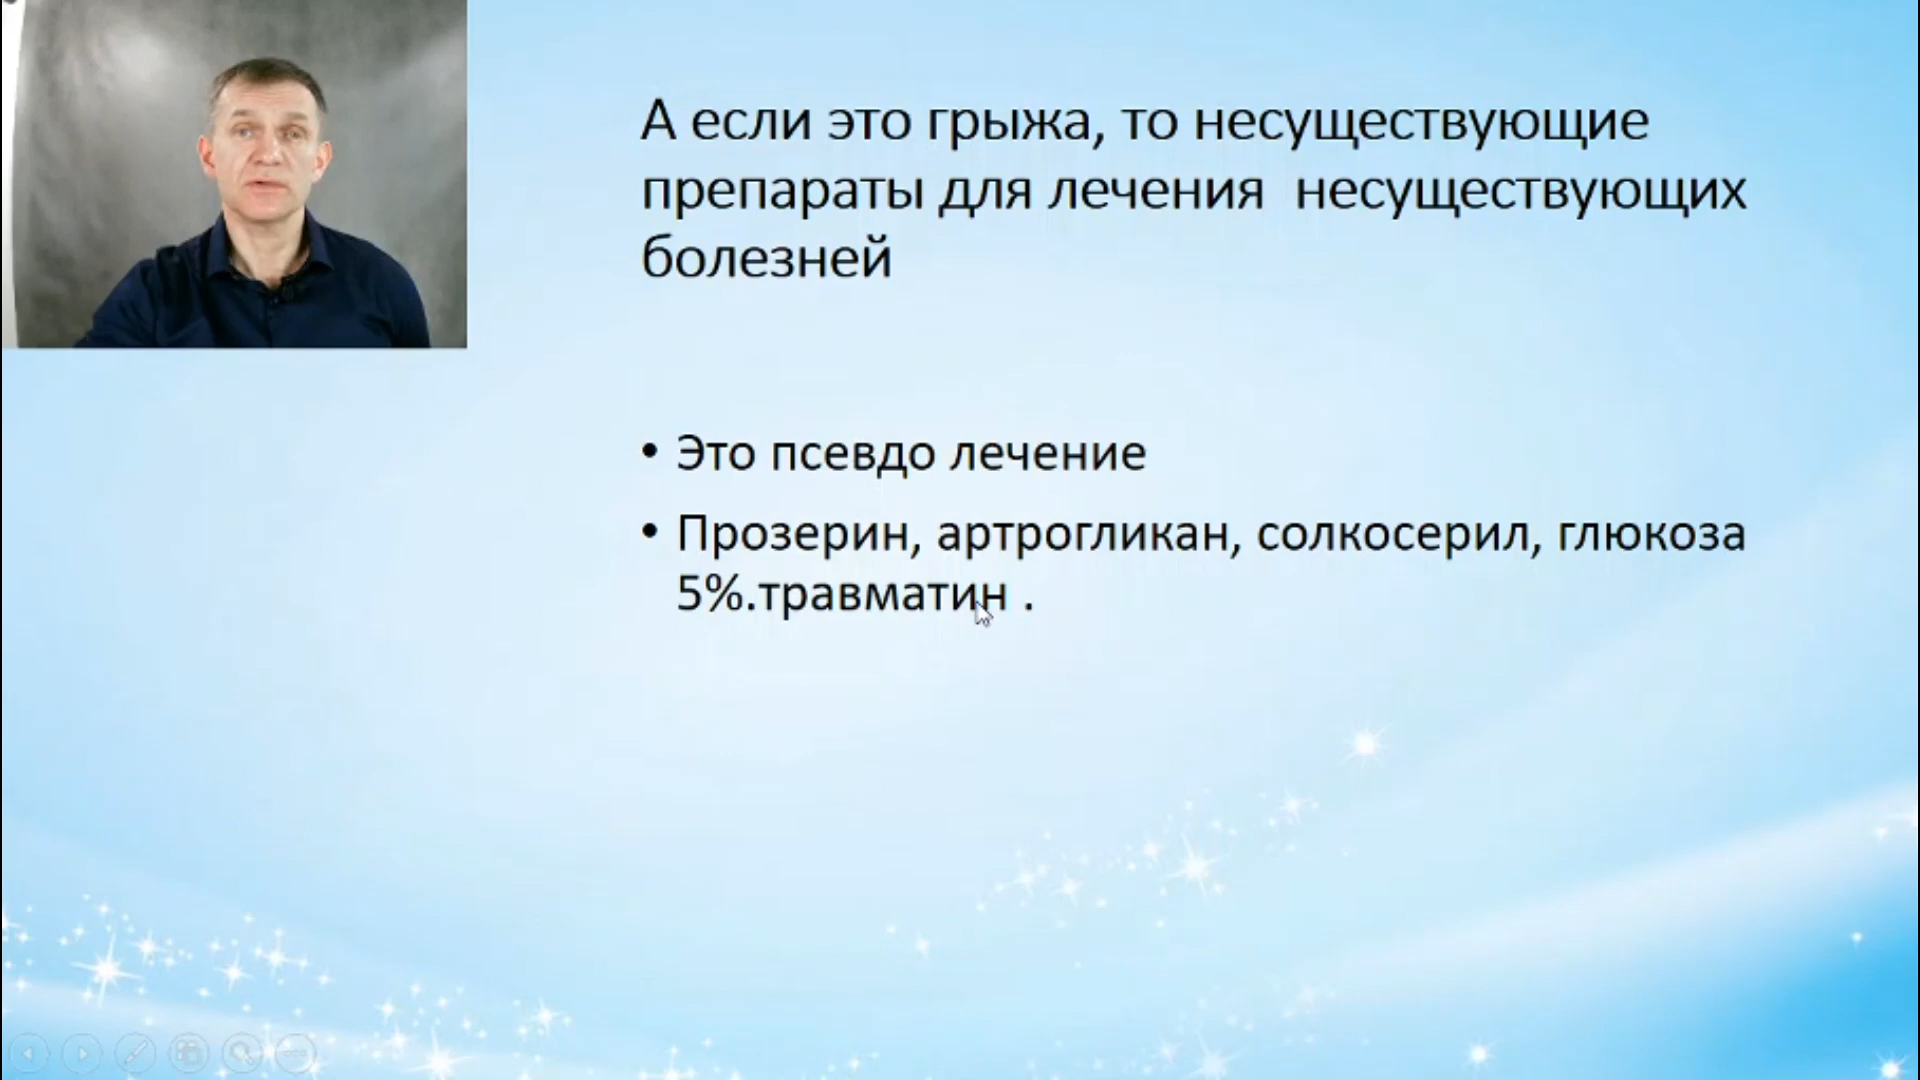 А если это грыжа, то несуществующие
препараты для лечения несуществующих
болезней
• Это псевдо лечение
• Прозерин, артрогликан, солкосерил, глюкоза
5%.травматин .